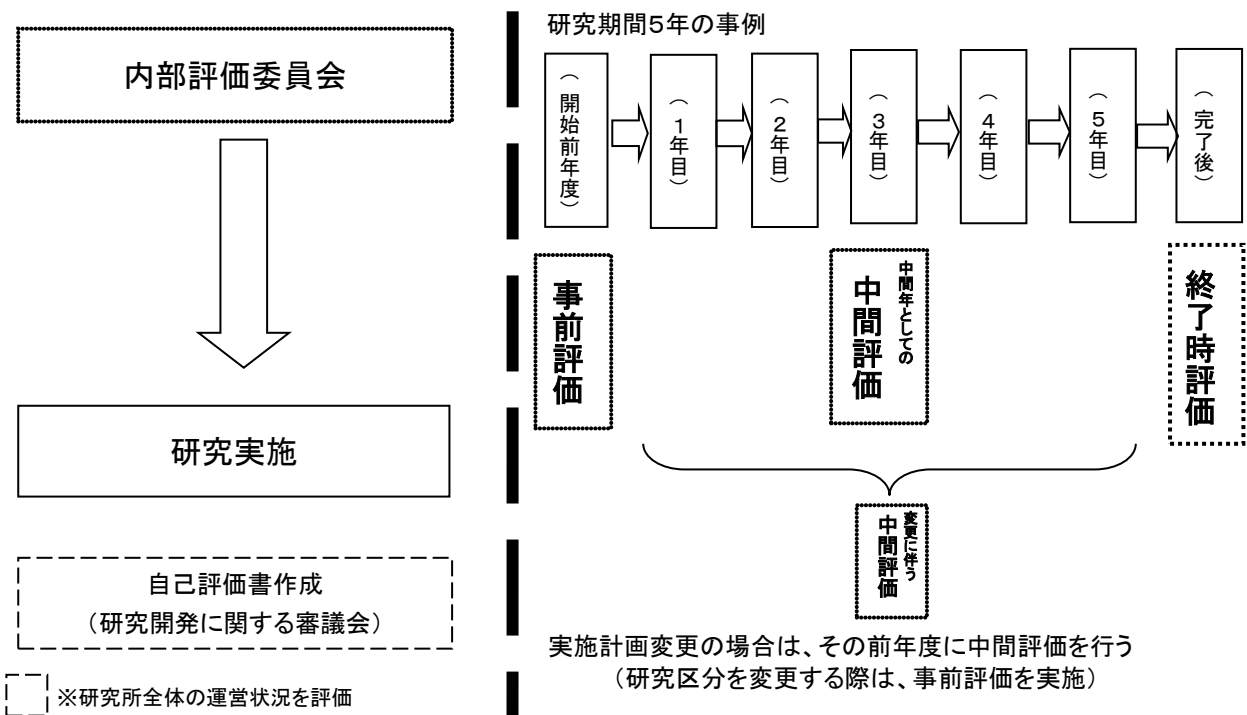 内部評価委員会
研究実施
自己評価書作成
(研究開発に関する審議会)
※研究所全体の運営状況を評価
研究期間5年の事例
(開始前年度)
(1年目)
(2年目)
(3年目)
(4年目)
(5年目)
(完了後)
事前評価
中間年としての
中間評価
終了時評価
変更に伴う
中間評価
実施計画変更の場合は、その前年度に中間評価を行う
(研究区分を変更する際は、事前評価を実施)